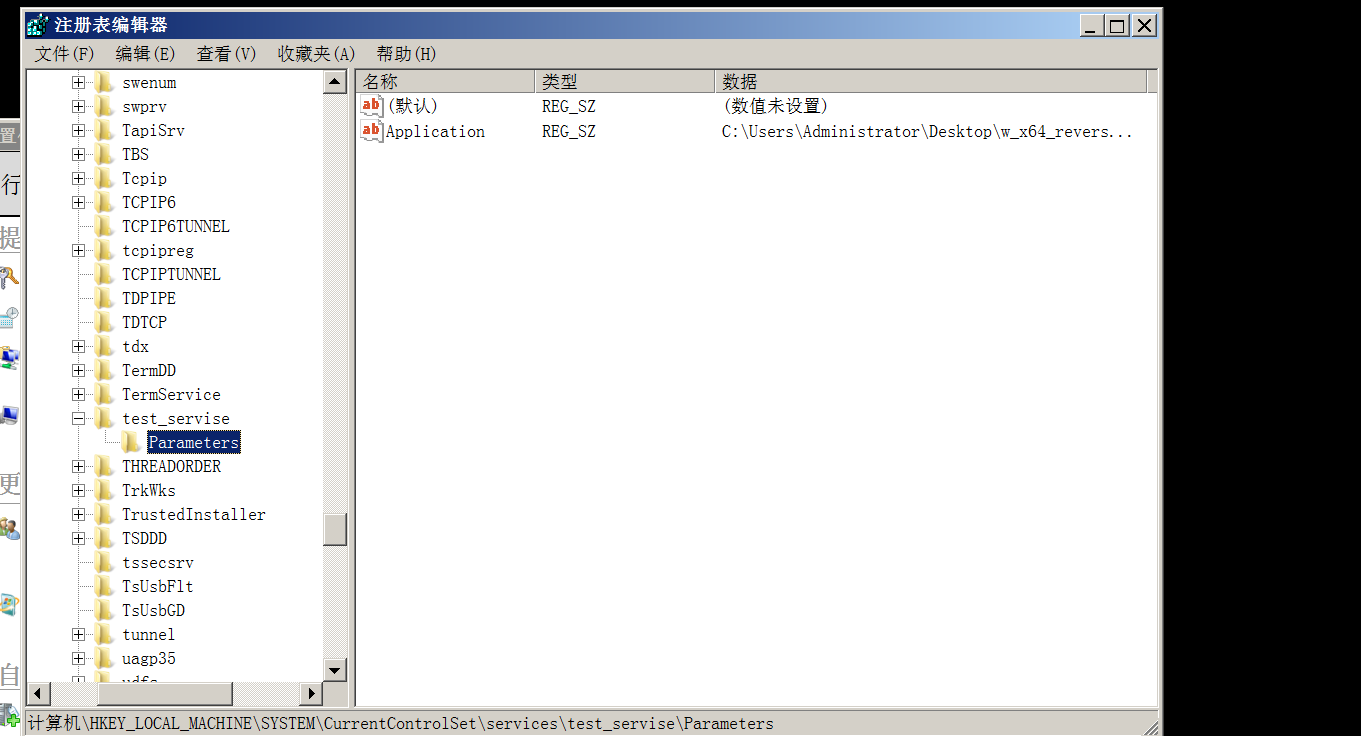 注册表编辑器
文件(F) 编辑(E) 查看(V) 收藏夹(A) 帮助(H)
名称 类型 数据
(默认) REG_SZ (数值未设置)
Application REG_SZ C:\Users\Administrator\Desktop\w_x64_revers...
swenum
swprv
TapiSrv
TBS
Tcpip
TCPIP6
TCPIP6TUNNEL
tcpipreg
TCPIPTUNNEL
TDPIPE
TDTCP
tdx
TermDD
TermService
test_servise
Parameters
THREADORDER
TrkWks
TrustedInstaller
TSDDD
tssecsrv
TsUsbFlt
TsUsbGD
tunnel
uagp35
udfs
计算机\HKEY_LOCAL_MACHINE\SYSTEM\CurrentControlSet\services\test_servise\Parameters
置
行
提
更
自